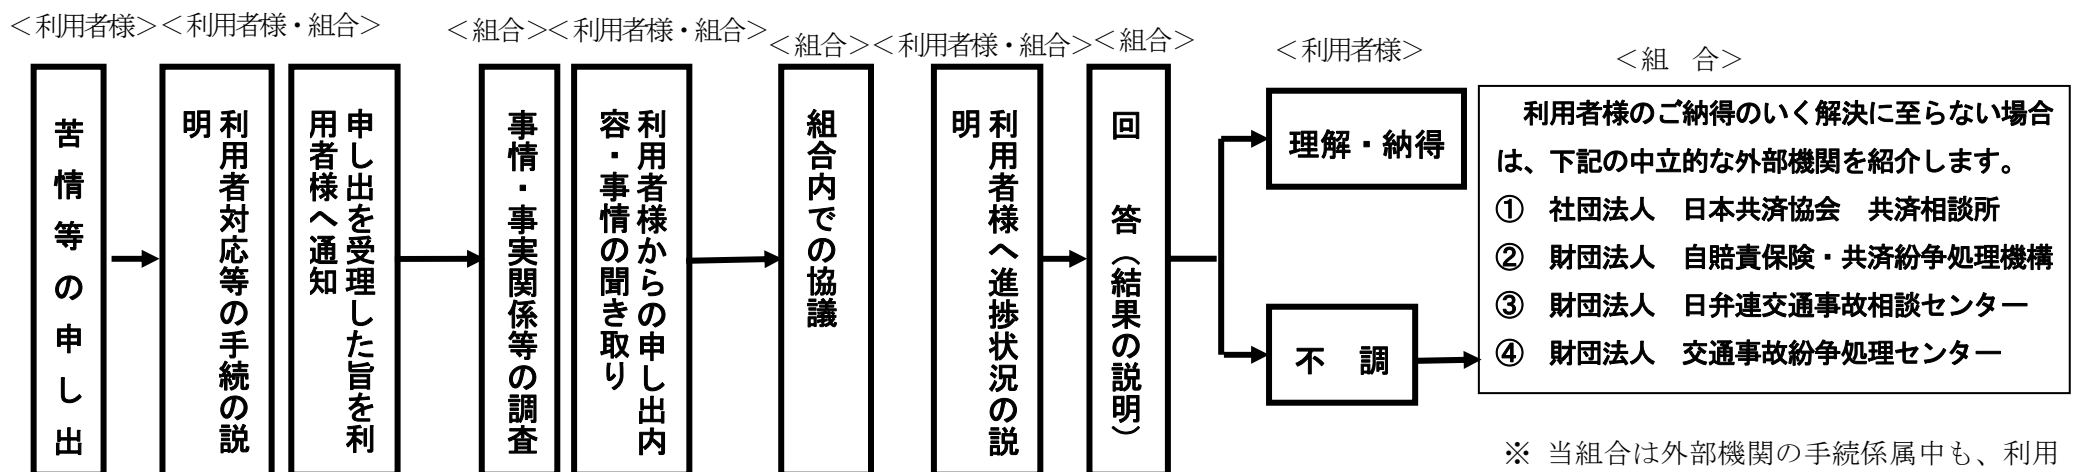 ＜利用者様＞
＜利用者様・組合＞
＜組合＞
＜利用者様・組合＞
＜組合＞
＜利用者様・組合＞
＜組合＞
＜利用者様＞
＜組　合＞
苦情等の申し出
利用者対応等の手続の説
明
申し出を受理した旨を利
用者様へ通知
事情・事実関係等の調査
利用者様からの申し出内
容・事情の聞き取り
組合内での協議
利用者様へ進捗状況の説
明
回　答（結果の説明）
理解・納得
不　調
利用者様のご納得のいく解決に至らない場合
は、下記の中立的な外部機関を紹介します。
①　社団法人　日本共済協会　共済相談所
②　財団法人　自賠責保険・共済紛争処理機構
③　財団法人　日弁連交通事故相談センター
④　財団法人　交通事故紛争処理センター
※ 当組合は外部機関の手続係属中も、利用